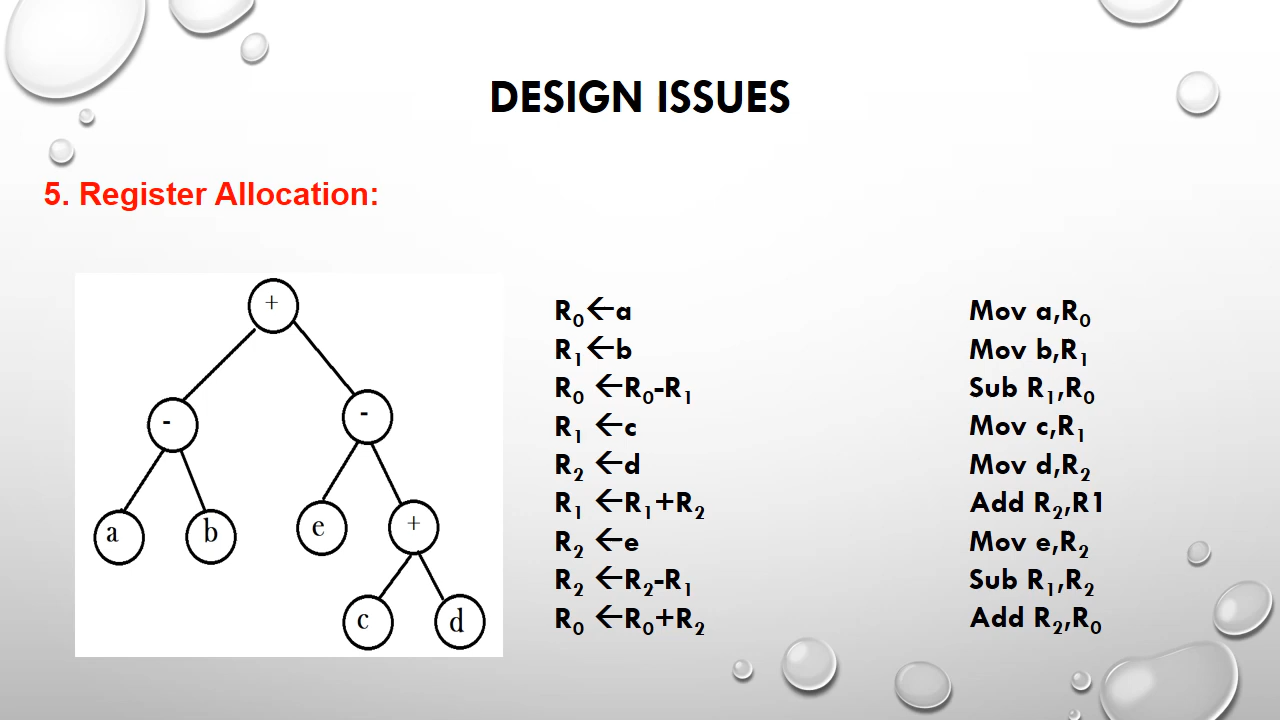 DESIGN ISSUES
5. Register Allocation:
+
-
-
a
b
e
+
c
d
R₀←a
R₁←b
R₀ ←R₀-R₁
R₁ ←c
R₂ ←d
R₁ ←R₁+R₂
R₂ ←e
R₂ ←R₂-R₁
R₀ ←R₀+R₂
Mov a,R₀
Mov b,R₁
Sub R₁,R₀
Mov c,R₁
Mov d,R₂
Add R₂,R1
Mov e,R₂
Sub R₁,R₂
Add R₂,R₀